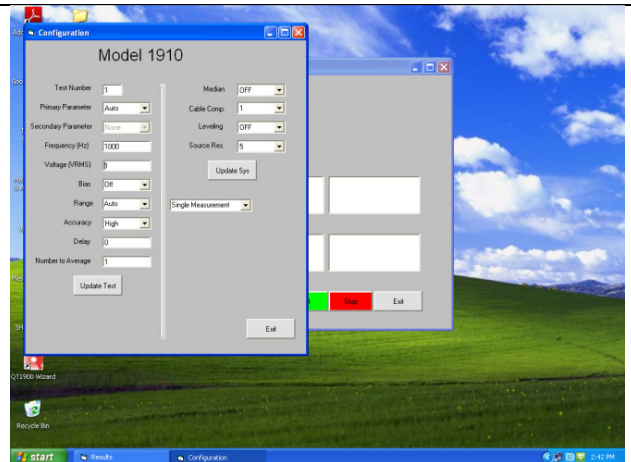 Configuration
Model 1910
Test Number 1
Primary Parameter Auto
Secondary Parameter None
Frequency (Hz) 1000
Voltage (VRMS) 1
Bias Off
Range Auto
Accuracy High
Delay 0
Number to Average 1
Update Test
Median OFF
Cable Comp. 1
Leveling OFF
Source Res. 5
Update Sys
Single Measurement
Exit
Stop
Exit
QT1900 Wizard
Recycle Bin
start
Results
Configuration
2:42 PM